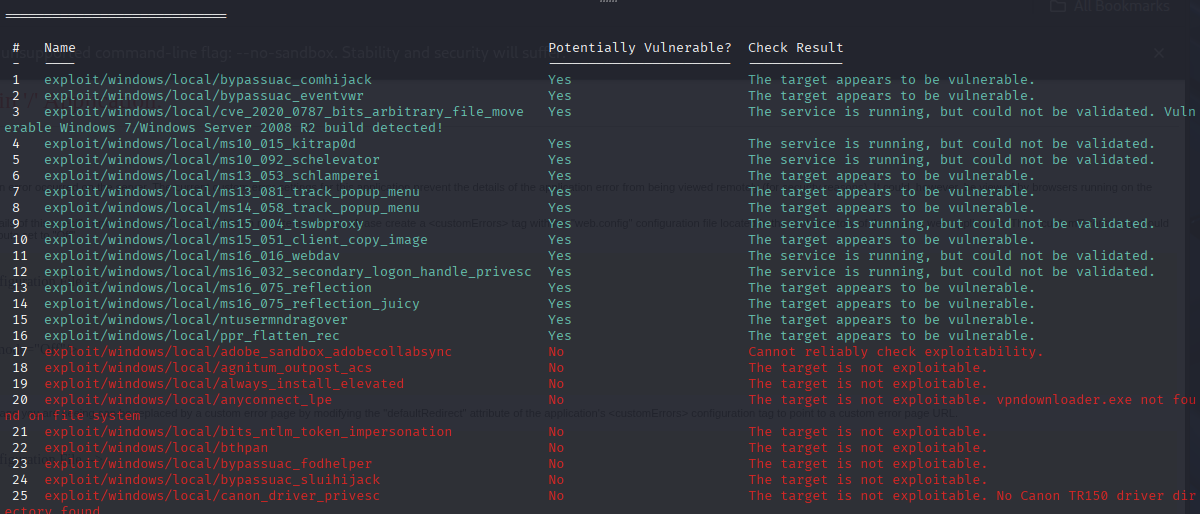 All Bookmarks
command-line flag: --no-sandbox. Stability and security will
# Name Potentially Vulnerable? Check Result
1 exploit/windows/local/bypassuac_comhijack Yes The target appears to be vulnerable.
2 exploit/windows/local/bypassuac_eventvwr Yes The target appears to be vulnerable.
3 exploit/windows/local/cve_2020_0787_bits_arbitrary_file_move Yes The service is running, but could not be validated. Vuln
erable Windows 7/Windows Server 2008 R2 build detected!
4 exploit/windows/local/ms10_015_kitrap0d Yes The service is running, but could not be validated.
5 exploit/windows/local/ms10_092_schelevator Yes The service is running, but could not be validated.
6 exploit/windows/local/ms13_053_schlamperei Yes The target appears to be vulnerable.
7 exploit/windows/local/ms13_081_track_popup_menu Yes The target appears to be vulnerable.
8 exploit/windows/local/ms14_058_track_popup_menu Yes The target appears to be vulnerable.
9 exploit/windows/local/ms15_004_tswbproxy Yes The service is running, but could not be validated.
10 exploit/windows/local/ms15_051_client_copy_image Yes The target appears to be vulnerable.
11 exploit/windows/local/ms16_016_webdav Yes The service is running, but could not be validated.
12 exploit/windows/local/ms16_032_secondary_logon_handle_privesc Yes The service is running, but could not be validated.
13 exploit/windows/local/ms16_075_reflection Yes The target appears to be vulnerable.
14 exploit/windows/local/ms16_075_reflection_juicy Yes The target appears to be vulnerable.
15 exploit/windows/local/ntusermndragover Yes The target appears to be vulnerable.
16 exploit/windows/local/ppr_flatten_rec Yes The target appears to be vulnerable.
17 exploit/windows/local/adobe_sandbox_adobecollabsync No Cannot reliably check exploitability.
18 exploit/windows/local/agnitum_outpost_acs No The target is not exploitable.
19 exploit/windows/local/always_install_elevated No The target is not exploitable.
20 exploit/windows/local/anyconnect_lpe No The target is not exploitable. vpndownloader.exe not fou
nd on file system
21 exploit/windows/local/bits_ntlm_token_impersonation No The target is not exploitable.
22 exploit/windows/local/bthpan No The target is not exploitable.
23 exploit/windows/local/bypassuac_fodhelper No The target is not exploitable.
24 exploit/windows/local/bypassuac_sluihijack No The target is not exploitable.
25 exploit/windows/local/canon_driver_privesc No The target is not exploitable. No Canon TR150 driver dir
ectory found